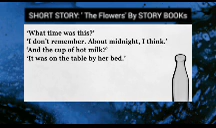 SHORT STORY: ' The Flowers' By STORY BOOKs
'What time was this?'
'I don't remember. About midnight, I think.'
'And the cup of hot milk?'
'It was on the table by her bed.'